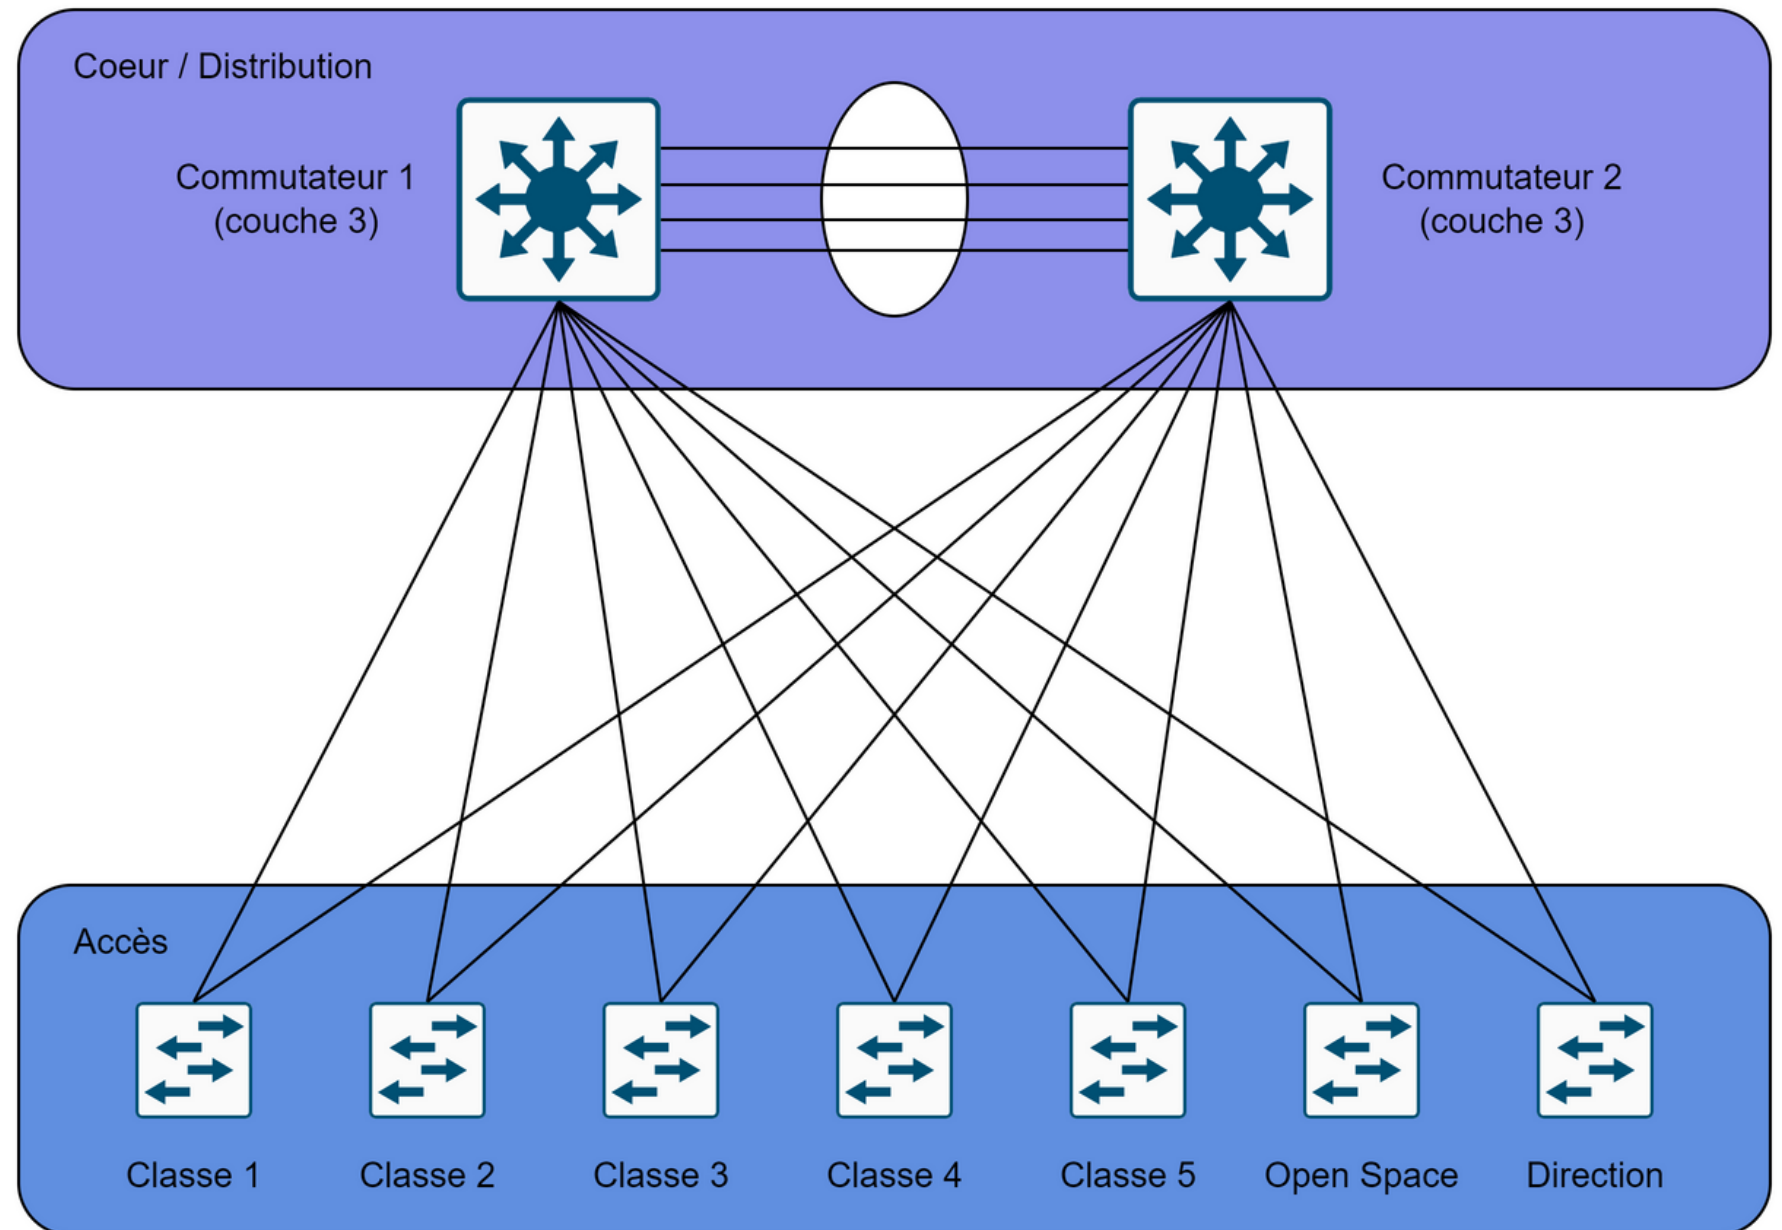 Coeur / Distribution
Commutateur 1
(couche 3)
Commutateur 2
(couche 3)
Accès
Classe 1
Classe 2
Classe 3
Classe 4
Classe 5
Open Space
Direction